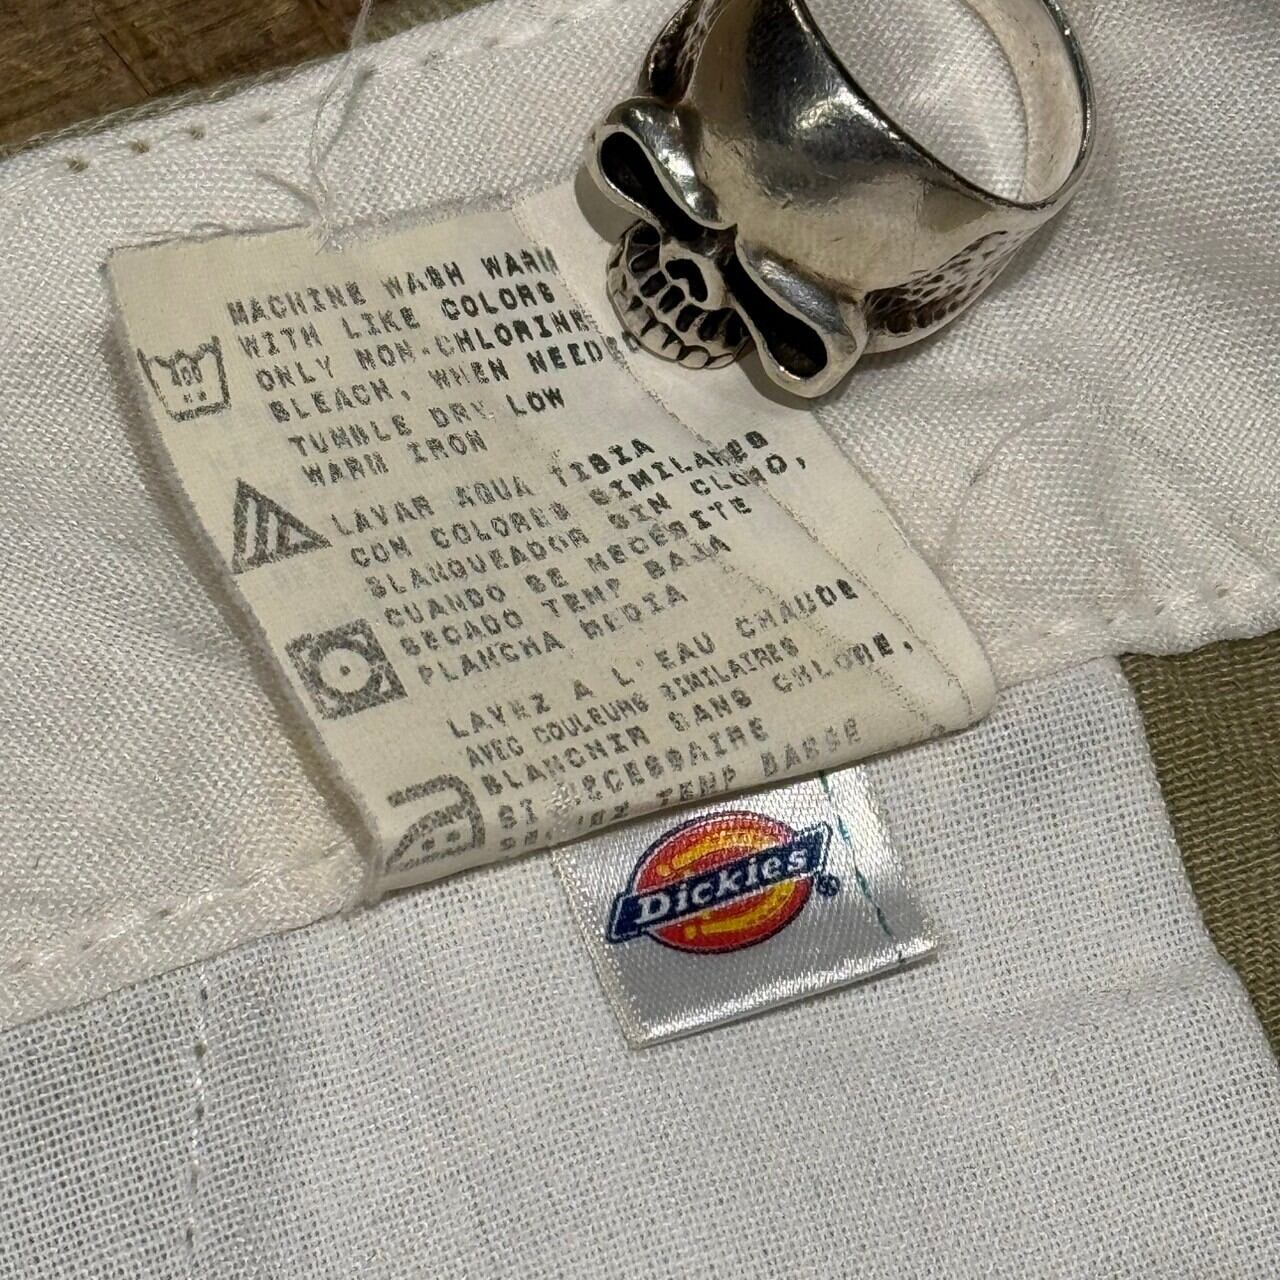 MACHINE WASH WARM
WITH LIKE COLORS
ONLY NON-CHLORINE
BLEACH, WHEN NEEDED
TUMBLE DRY LOW
WARM IRON
LAVAR AGUA TIBIA
CON COLORES SIMILARES
BLANQUEADOR SIN CLORO,
CUANDO SE NECESITE
SECADO TEMP BAJA
PLANCHA MEDIA
LAVEZ A L'EAU CHAUDE
AVEC COULEURS SIMILAIRES
BLANCHIR SANS CHLORE,
SI NECESSAIRE
TEMP BASSE
Dickies®